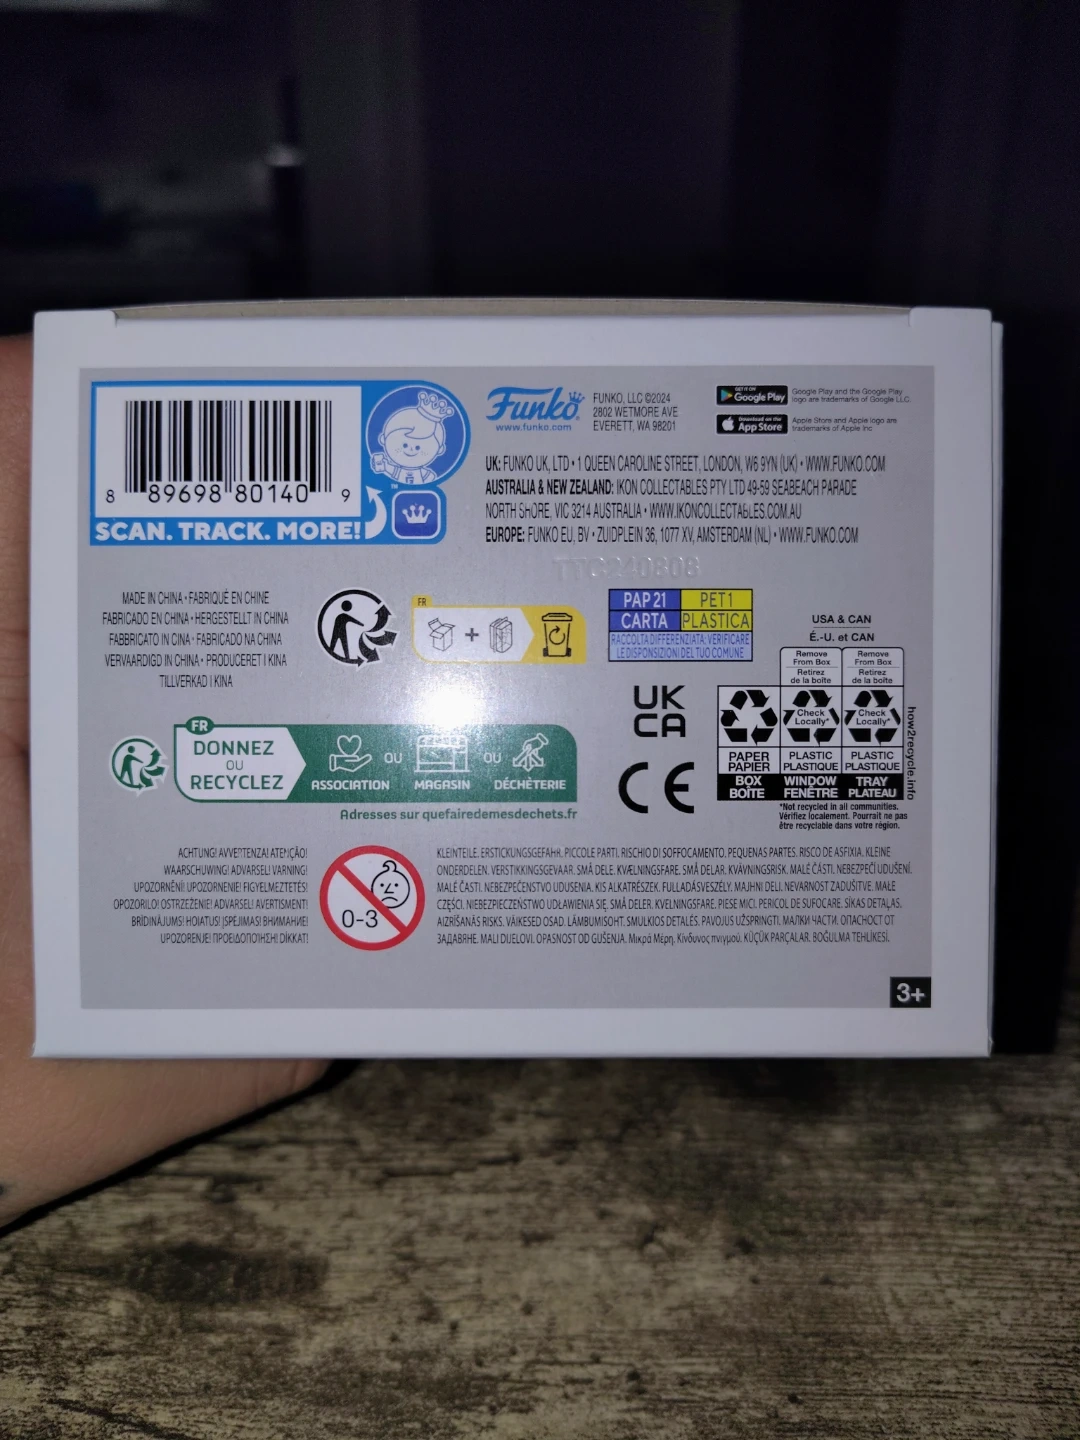 8 89698 80140 9
SCAN. TRACK. MORE!
TM
Funko
www.funko.com
FUNKO, LLC ©2024
2802 WETMORE AVE
EVERETT, WA 98201
GET IT ON
Google Play
Google Play and the Google Play
logo are trademarks of Google LLC.
Download on the
App Store
Apple Store and Apple logo are
trademarks of Apple Inc
UK: FUNKO UK, LTD • 1 QUEEN CAROLINE STREET, LONDON, W6 9YN (UK) • WWW.FUNKO.COM
AUSTRALIA & NEW ZEALAND: IKON COLLECTABLES PTY LTD 49-59 SEABEACH PARADE
NORTH SHORE, VIC 3214 AUSTRALIA • WWW.IKONCOLLECTABLES.COM.AU
EUROPE: FUNKO EU, BV • ZUIDPLEIN 36, 1077 XV, AMSTERDAM (NL) • WWW.FUNKO.COM
MADE IN CHINA • FABRIQUÉ EN CHINE
FABRICADO EN CHINA • HERGESTELLT IN CHINA
FABBRICATO IN CINA • FABRICADO NA CHINA
VERVAARDIGD IN CHINA • PRODUCERET I KINA
TILLVERKAD I KINA
FR
+
PAP 21 PET 1
CARTA PLASTICA
RACCOLTA DIFFERENZIATA: VERIFICARE
LE DISPOSIZIONI DEL TUO COMUNE
USA & CAN
É.-U. et CAN
Remove
From Box
Retirez
de la boîte
Remove
From Box
Retirez
de la boîte
Check
Locally*
Check
Locally*
PAPER
PAPIER
BOX
BOÎTE
PLASTIC
PLASTIQUE
WINDOW
FENÊTRE
PLASTIC
PLASTIQUE
TRAY
PLATEAU
how2recycle.info
*Not recycled in all communities.
Vérifiez localement. Pourrait ne pas
être recyclable dans votre région.
UK
CA
CE
FR
DONNEZ
OU
RECYCLEZ
ASSOCIATION OU MAGASIN OU DÉCHÈTERIE
Adresses sur quefairedemesdechets.fr
ACHTUNG! AVVERTENZA! ATENÇÃO!
WAARSCHUWING! ADVARSEL! VARNING!
UPOZORNĚNÍ! UPOZORNENIE! FIGYELMEZTETÉS!
OPOZORILO! OSTRZEŻENIE! ADVARSEL! AVERTISMENT!
BRĪDINĀJUMS! HOIATUS! ĮSPĖJIMAS! ВНИМАНИЕ!
UPOZORENJE! ΠΡΟΕΙΔΟΠΟΙΗΣΗ! DİKKAT!
0-3
KLEINTEILE. ERSTICKUNGSGEFAHR. PICCOLE PARTI. RISCHIO DI SOFFOCAMENTO. PEQUENAS PARTES. RISCO DE ASFIXIA. KLEINE
ONDERDELEN. VERSTIKKINGSGEVAAR. SMÅ DELE. KVÆLNINGSFARE. SMÅ DELAR. KVÄVNINGSRISK. MALÉ ČÁSTI. NEBEZPEČÍ UDUŠENÍ.
MALÉ ČASTI. NEBEZPEČENSTVO UDUSENIA. KIS ALKATRÉSZEK. FULLADÁSVESZÉLY. MAJHNI DELI. NEVARNOST ZADUŠITVE. MAŁE
CZĘŚCI. NIEBEZPIECZEŃSTWO UDŁAWIENIA SIĘ. SMÅ DELER. KVELNINGSFARE. PIESE MICI. PERICOL DE SUFOCARE. SĪKAS DETAĻAS.
AIZRĪŠANĀS RISKS. VÄIKESED OSAD. LÄMBUMISOHT. SMULKIOS DETALĖS. PAVOJUS UŽSPRINGTI. МАЛКИ ЧАСТИ. ОПАСНОСТ ОТ
ЗАДАВЯНЕ. MALI DIJELOVI. OPASNOST OD GUŠENJA. Μικρά Μέρη. Κίνδυνος πνιγμού. KÜÇÜK PARÇALAR. BOĞULMA TEHLİKESİ.
3+